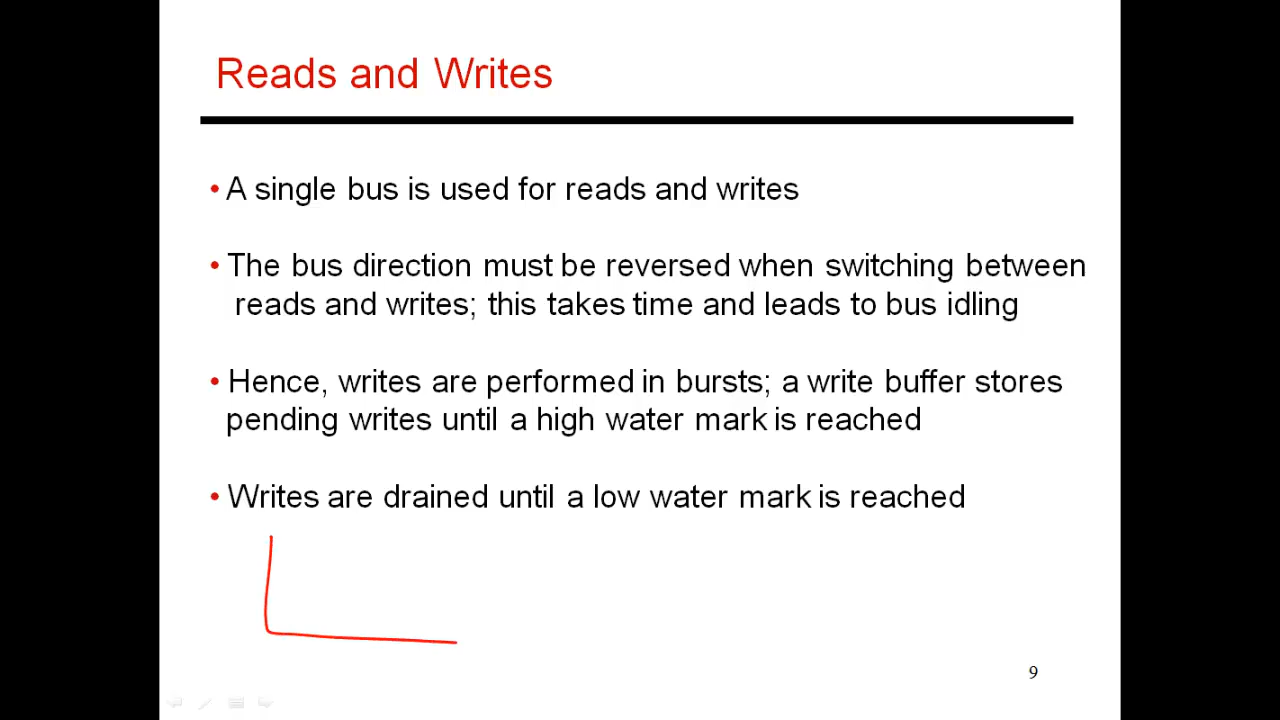 Reads and Writes
• A single bus is used for reads and writes
• The bus direction must be reversed when switching between
reads and writes; this takes time and leads to bus idling
• Hence, writes are performed in bursts; a write buffer stores
pending writes until a high water mark is reached
• Writes are drained until a low water mark is reached
9